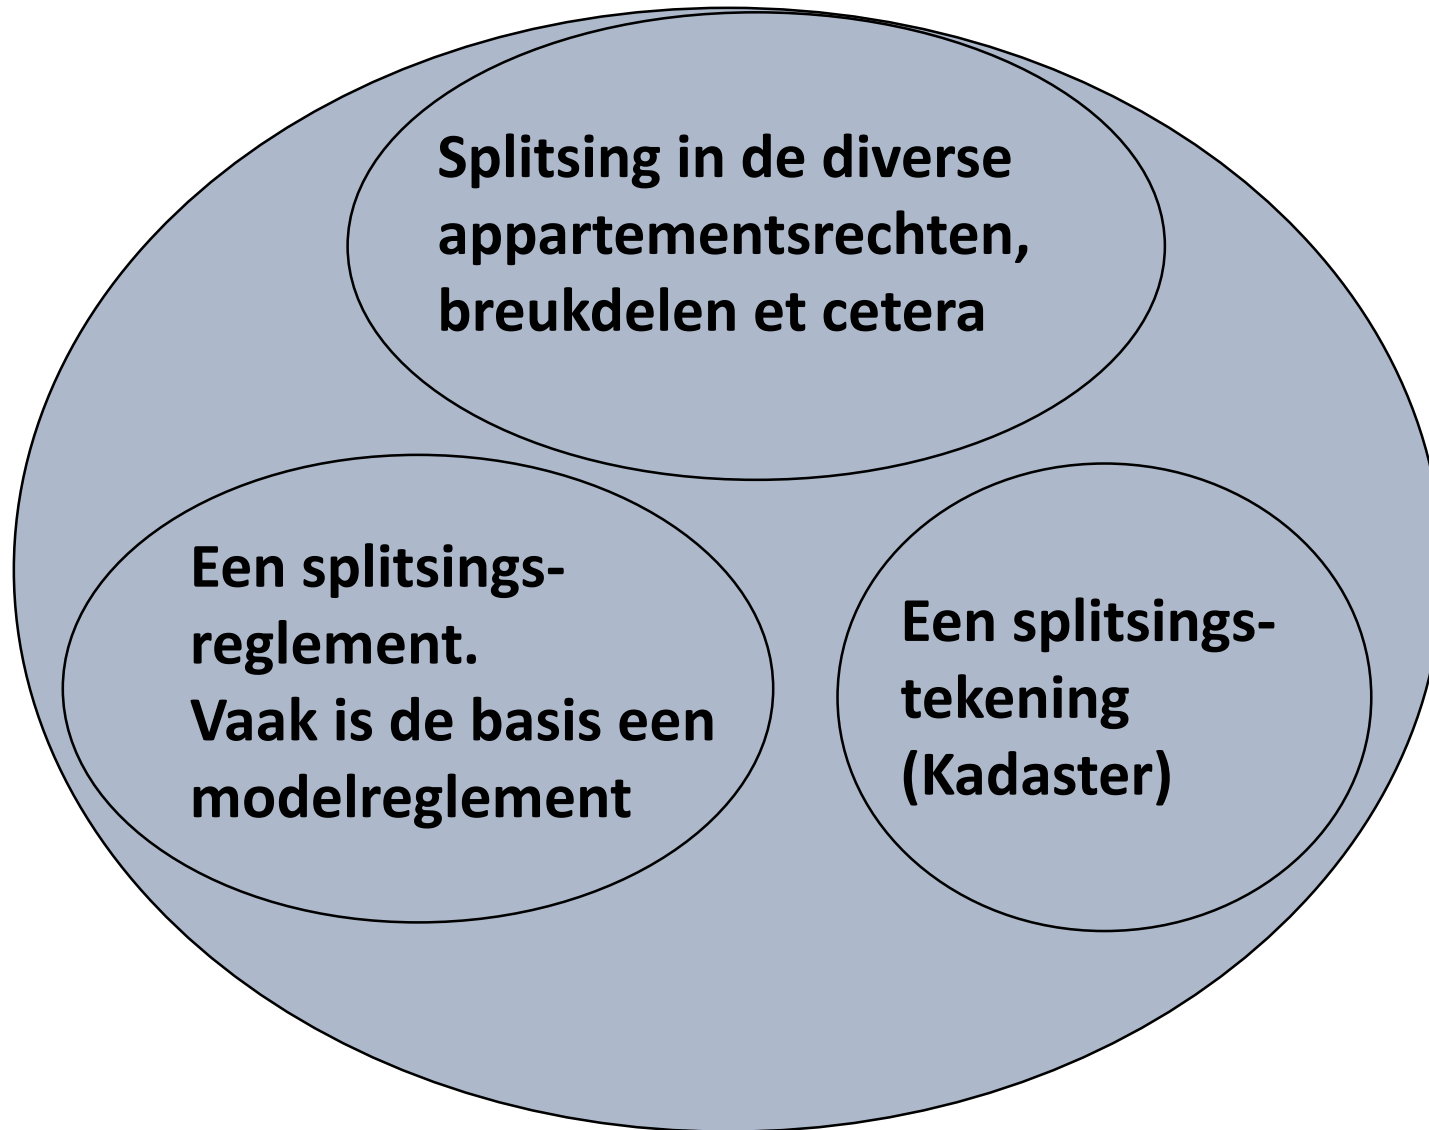 Splitsing in de diverse
appartementsrechten,
breukdelen et cetera
Een splitsings-
reglement.
Vaak is de basis een
modelreglement
Een splitsings-
tekening
(Kadaster)